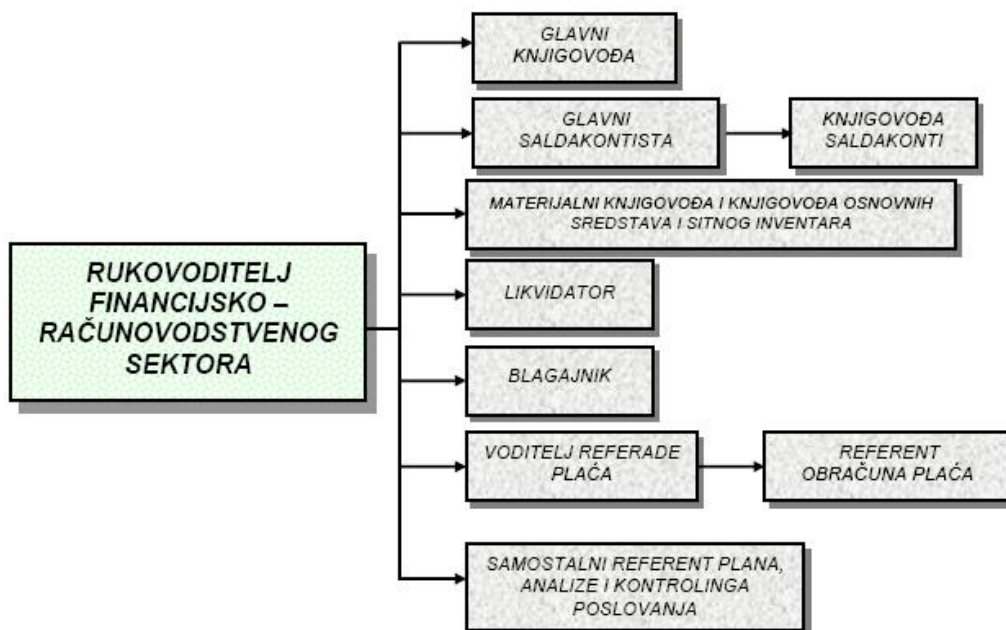 GLAVNI
KNJIGOVOĐA
GLAVNI
SALDAKONTISTA
KNJIGOVOĐA
SALDAKONTI
MATERIJALNI KNJIGOVOĐA I KNJIGOVOĐA OSNOVNIH
SREDSTAVA I SITNOG INVENTARA
RUKOVODITELJ
FINANCIJSKO –
RAČUNOVODSTVENOG
SEKTORA
LIKVIDATOR
BLAGAJNIK
VODITELJ REFERADE
PLAĆA
REFERENT
OBRAČUNA PLAĆA
SAMOSTALNI REFERENT PLANA,
ANALIZE I KONTROLINGA
POSLOVANJA